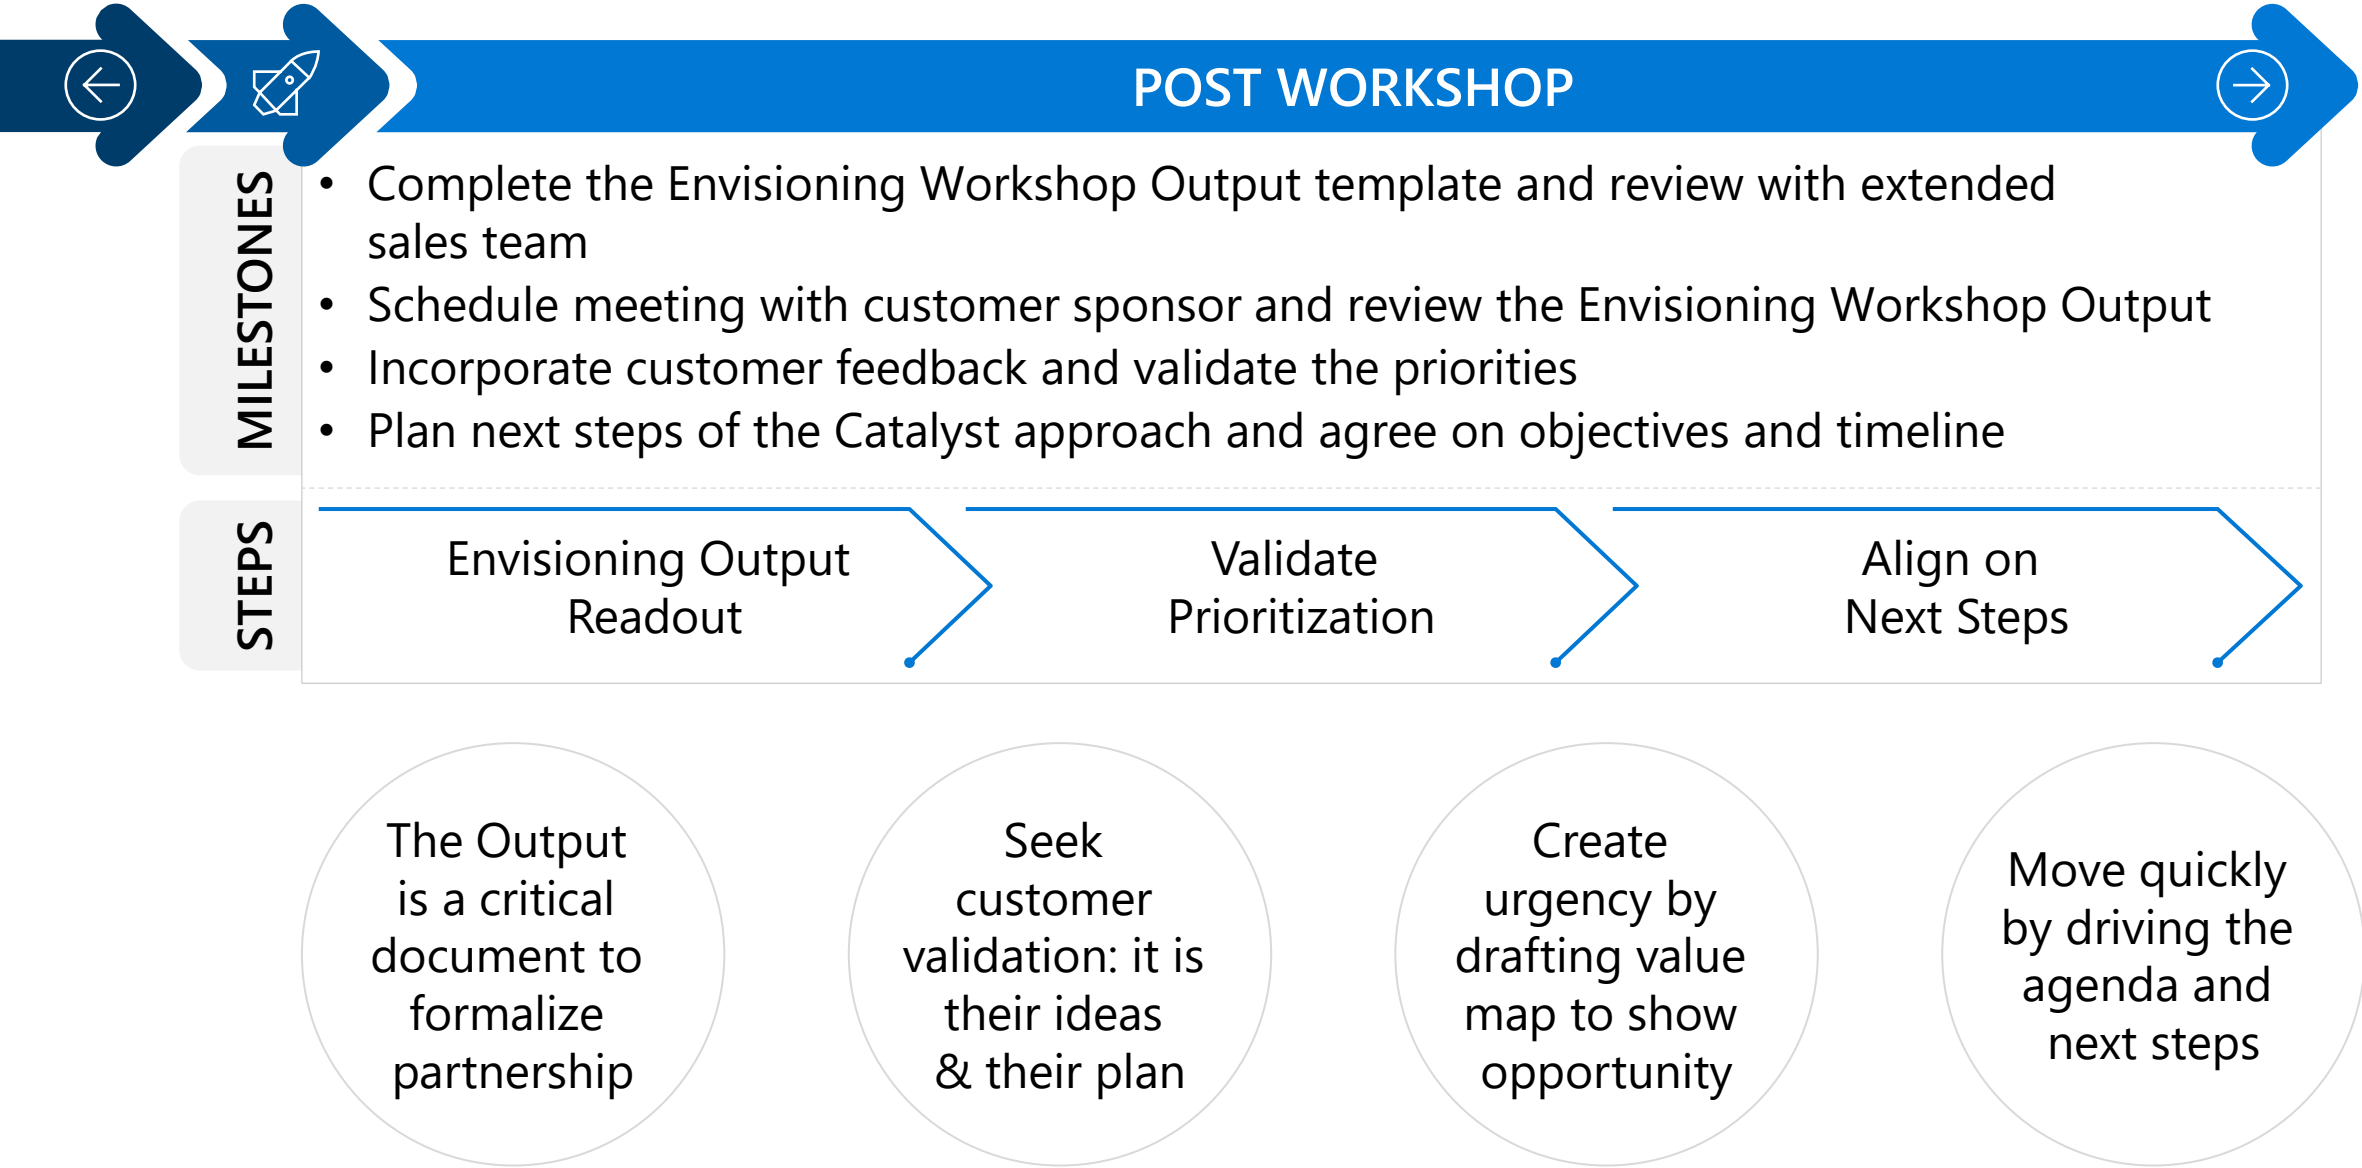 POST WORKSHOP
MILESTONES
• Complete the Envisioning Workshop Output template and review with extended
sales team
• Schedule meeting with customer sponsor and review the Envisioning Workshop Output
• Incorporate customer feedback and validate the priorities
• Plan next steps of the Catalyst approach and agree on objectives and timeline
STEPS
Envisioning Output
Readout
Validate
Prioritization
Align on
Next Steps
The Output
is a critical
document to
formalize
partnership
Seek
customer
validation: it is
their ideas
& their plan
Create
urgency by
drafting value
map to show
opportunity
Move quickly
by driving the
agenda and
next steps